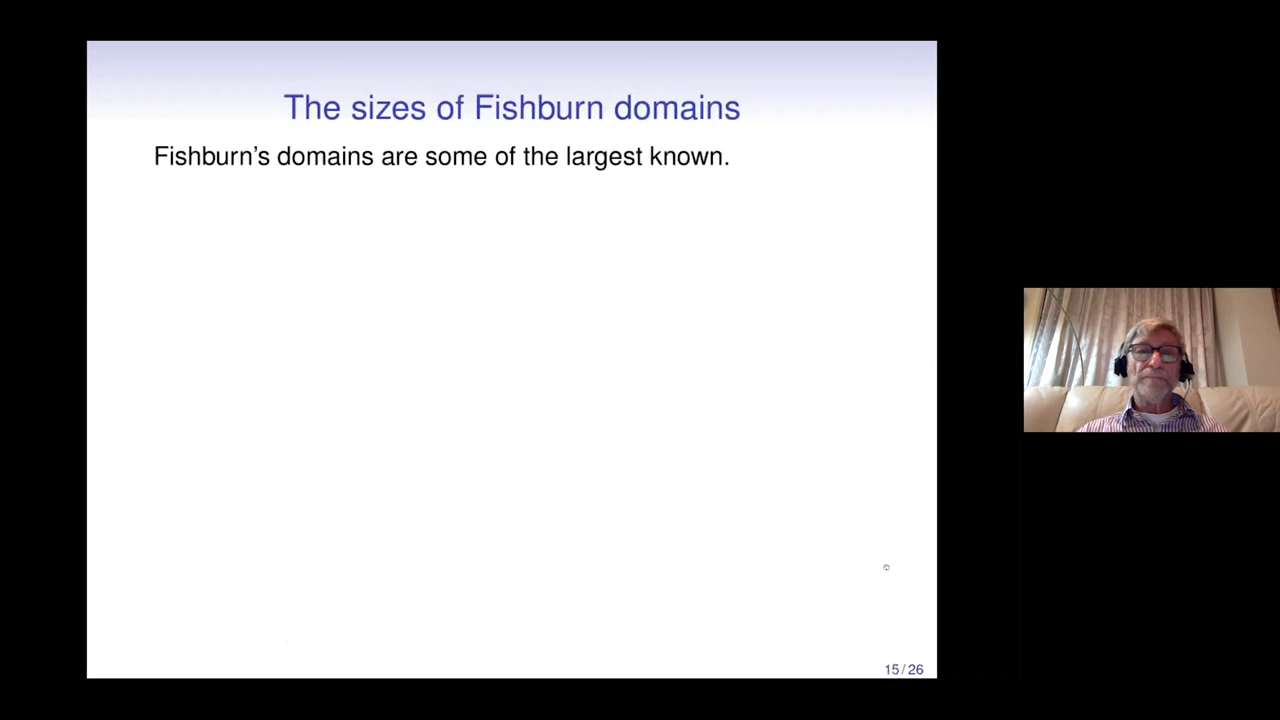 The sizes of Fishburn domains
Fishburn's domains are some of the largest known.
15 / 26